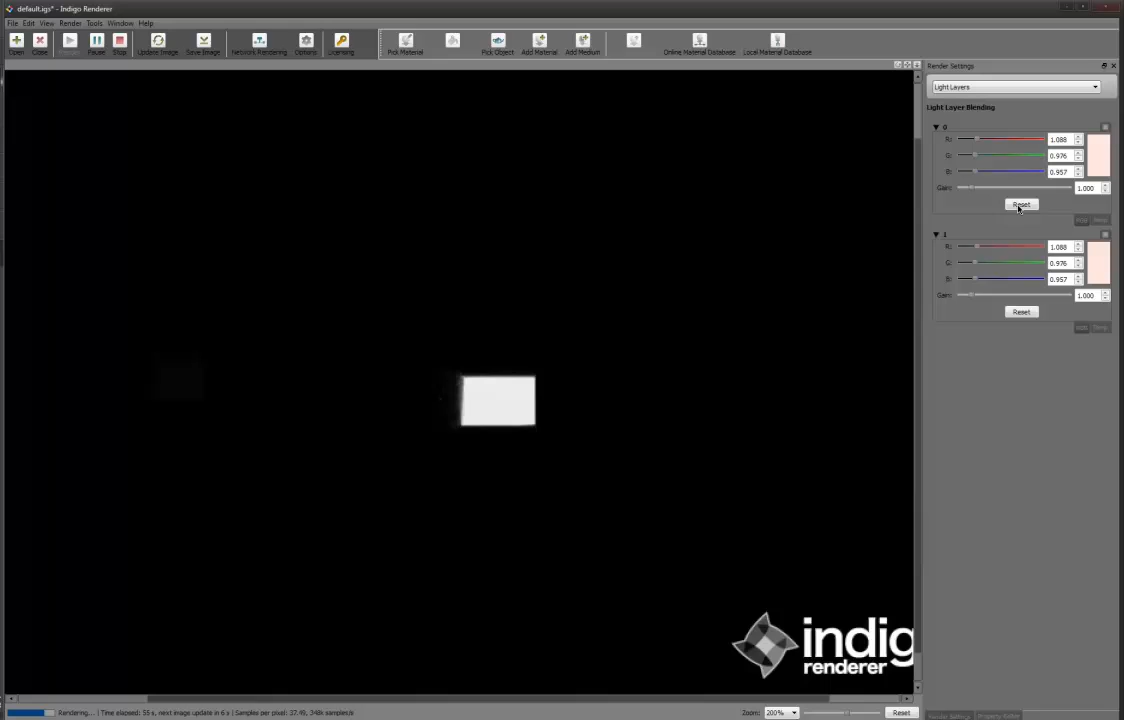 default.igs* - Indigo Renderer
File Edit View Render Tools Window Help
Open Close Pause Stop Update Image Save Image Network Rendering Options Licensing Pick Material Pick Object Add Material Add Medium Online Material Database Local Material Database
Render Settings
Light Layers
Light Layer Blending
0
R: 1.088
G: 0.976
B: 0.957
Gain: 1.000
Reset
1
R: 1.088
G: 0.976
B: 0.957
Gain: 1.000
Reset
indig
renderer
Rendering... | Time elapsed: 55 s, next image update in 6 s | Samples per pixel: 37.49, 348k samples/s
Zoom: 200% Reset